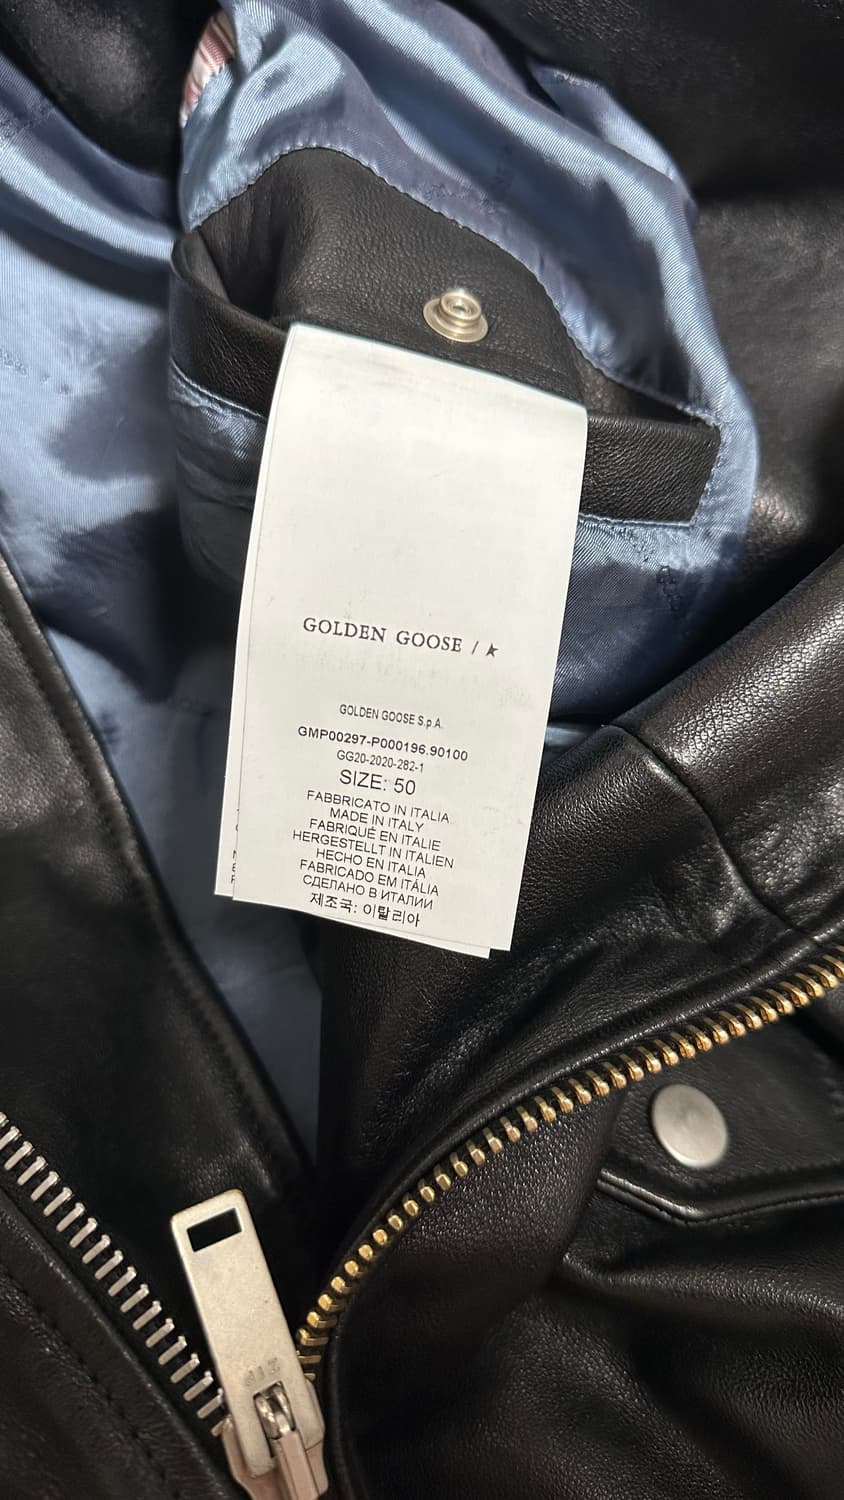 GOLDEN GOOSE /
GOLDEN GOOSE S.p.A.
GMP00297-P000196.90100
GG20-2020-282-1
SIZE: 50
FABBRICATO IN ITALIA
MADE IN ITALY
FABRIQUÉ EN ITALIE
HERGESTELLT IN ITALIEN
HECHO EN ITALIA
FABRICADO EM ITÁLIA
СДЕЛАНО В ИТАЛИИ
제조국: 이탈리아